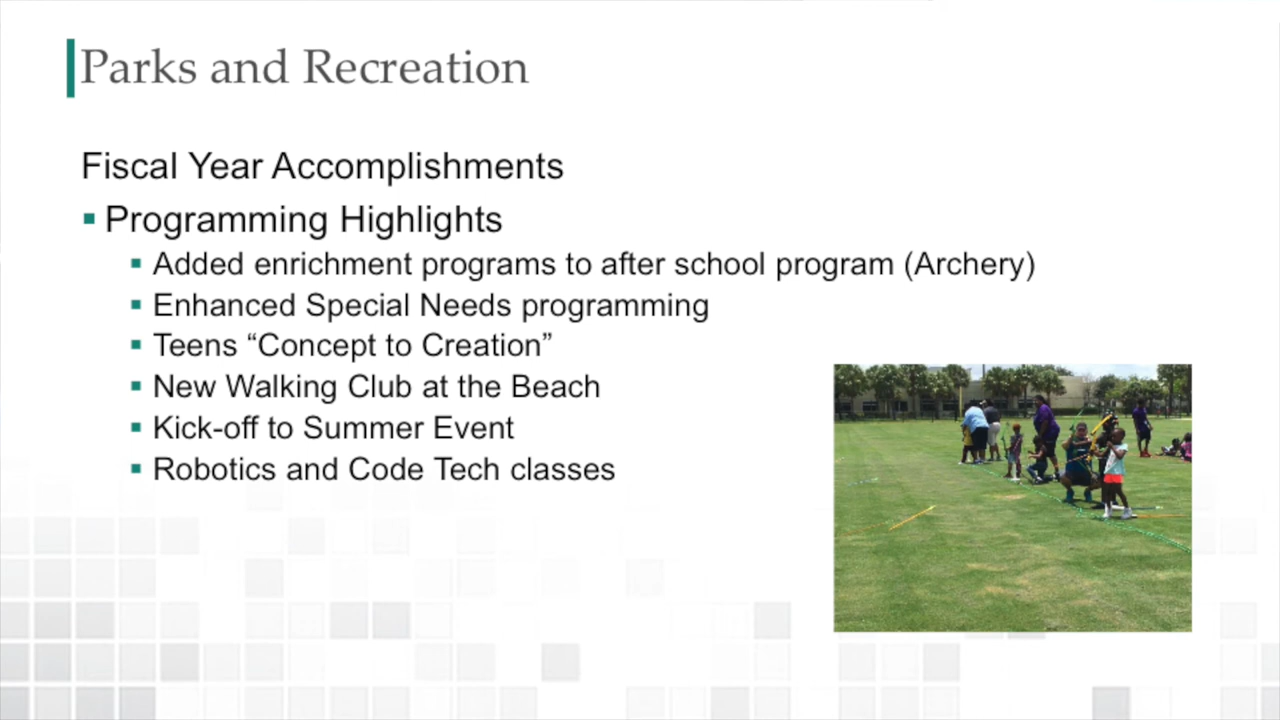 Parks and Recreation
Fiscal Year Accomplishments
▪ Programming Highlights
▪ Added enrichment programs to after school program (Archery)
▪ Enhanced Special Needs programming
▪ Teens “Concept to Creation”
▪ New Walking Club at the Beach
▪ Kick-off to Summer Event
▪ Robotics and Code Tech classes